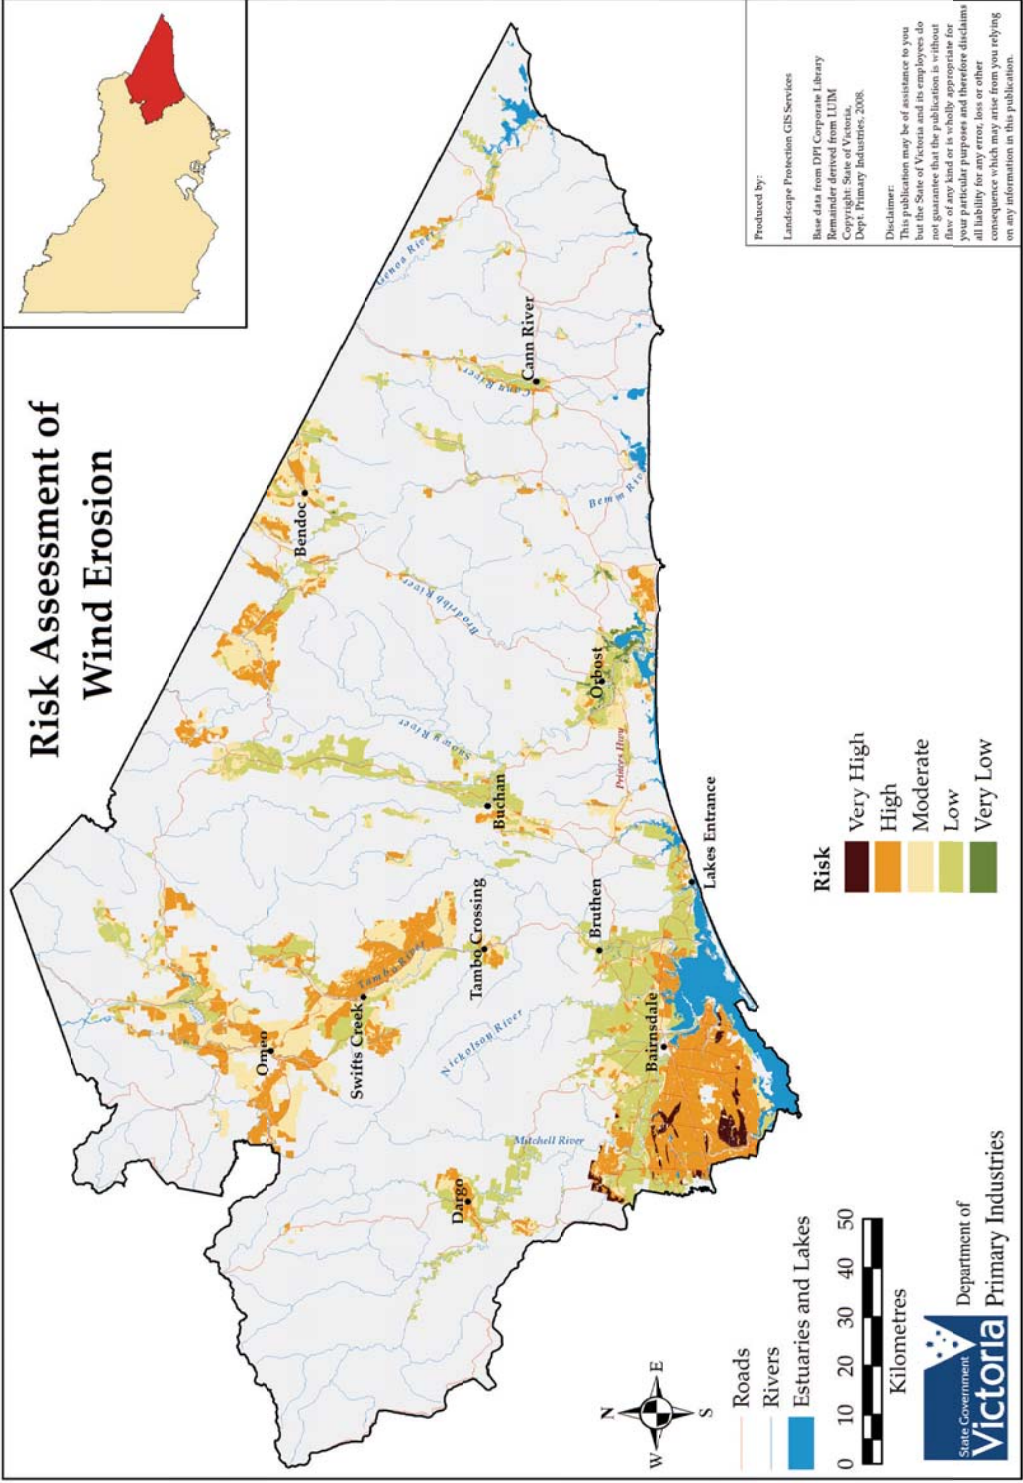 Risk Assessment of
Wind Erosion
Genoa River
Cann River
Cann River
Bendoc
Bemm Riv
Brodribb River
Orbost
Snowy River
Princes Hwy
Buchan
Lakes Entrance
Tambo Crossing
Bruthen
Tambo River
Swifts Creek
Omeo
Nickolson River
Bairnsdale
Mitchell River
Dargo
N
W
E
S
Roads
Rivers
Estuaries and Lakes
0 10 20 30 40 50
Kilometres
Risk
Very High
High
Moderate
Low
Very Low
State Government
Victoria
Department of
Primary Industries
Produced by:
Landscape Protection GIS Services
Base data from DPI Corporate Library
Remainder derived from LUIM
Copyright: State of Victoria,
Dept. Primary Industries, 2008.
Disclaimer:
This publication may be of assistance to you
but the State of Victoria and its employees do
not guarantee that the publication is without
flaw of any kind or is wholly appropriate for
your particular purposes and therefore disclaims
all liability for any error, loss or other
consequence which may arise from you relying
on any information in this publication.